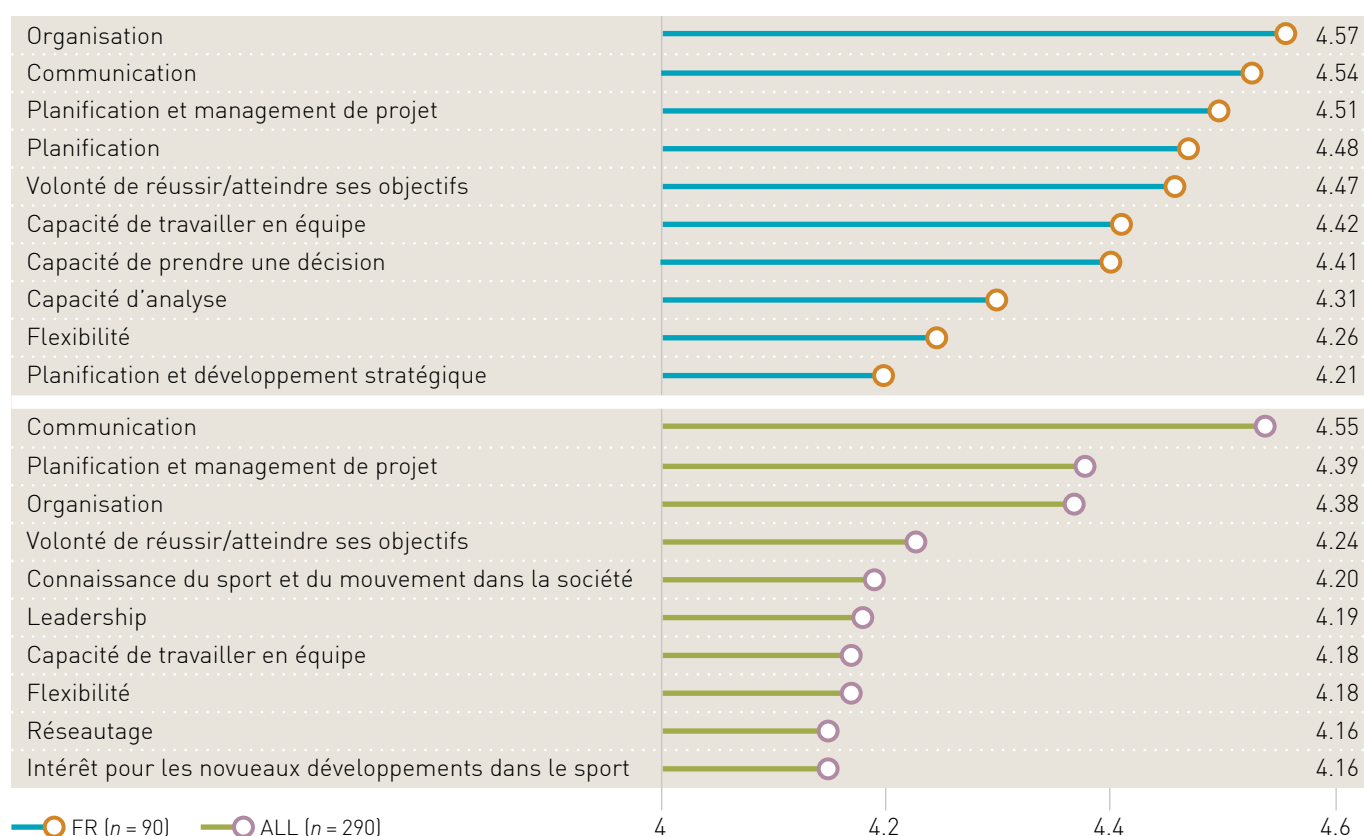 Organisation 4.57
Communication 4.54
Planification et management de projet 4.51
Planification 4.48
Volonté de réussir/atteindre ses objectifs 4.47
Capacité de travailler en équipe 4.42
Capacité de prendre une décision 4.41
Capacité d’analyse 4.31
Flexibilité 4.26
Planification et développement stratégique 4.21
Communication 4.55
Planification et management de projet 4.39
Organisation 4.38
Volonté de réussir/atteindre ses objectifs 4.24
Connaissance du sport et du mouvement dans la société 4.20
Leadership 4.19
Capacité de travailler en équipe 4.18
Flexibilité 4.18
Réseautage 4.16
Intérêt pour les novueaux développements dans le sport 4.16
FR (n = 90) ALL (n = 290) 4 4.2 4.4 4.6